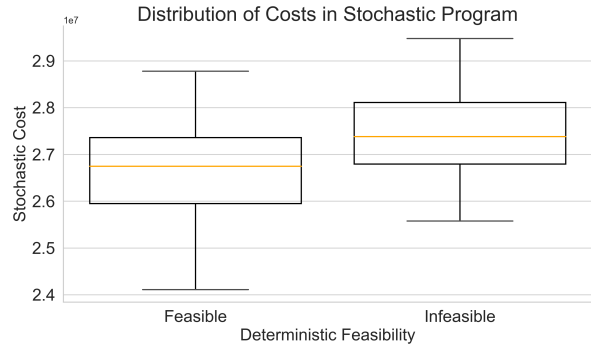 Distribution of Costs in Stochastic Program
1e7
2.9
2.8
2.7
2.6
2.5
2.4
Stochastic Cost
Feasible
Infeasible
Deterministic Feasibility